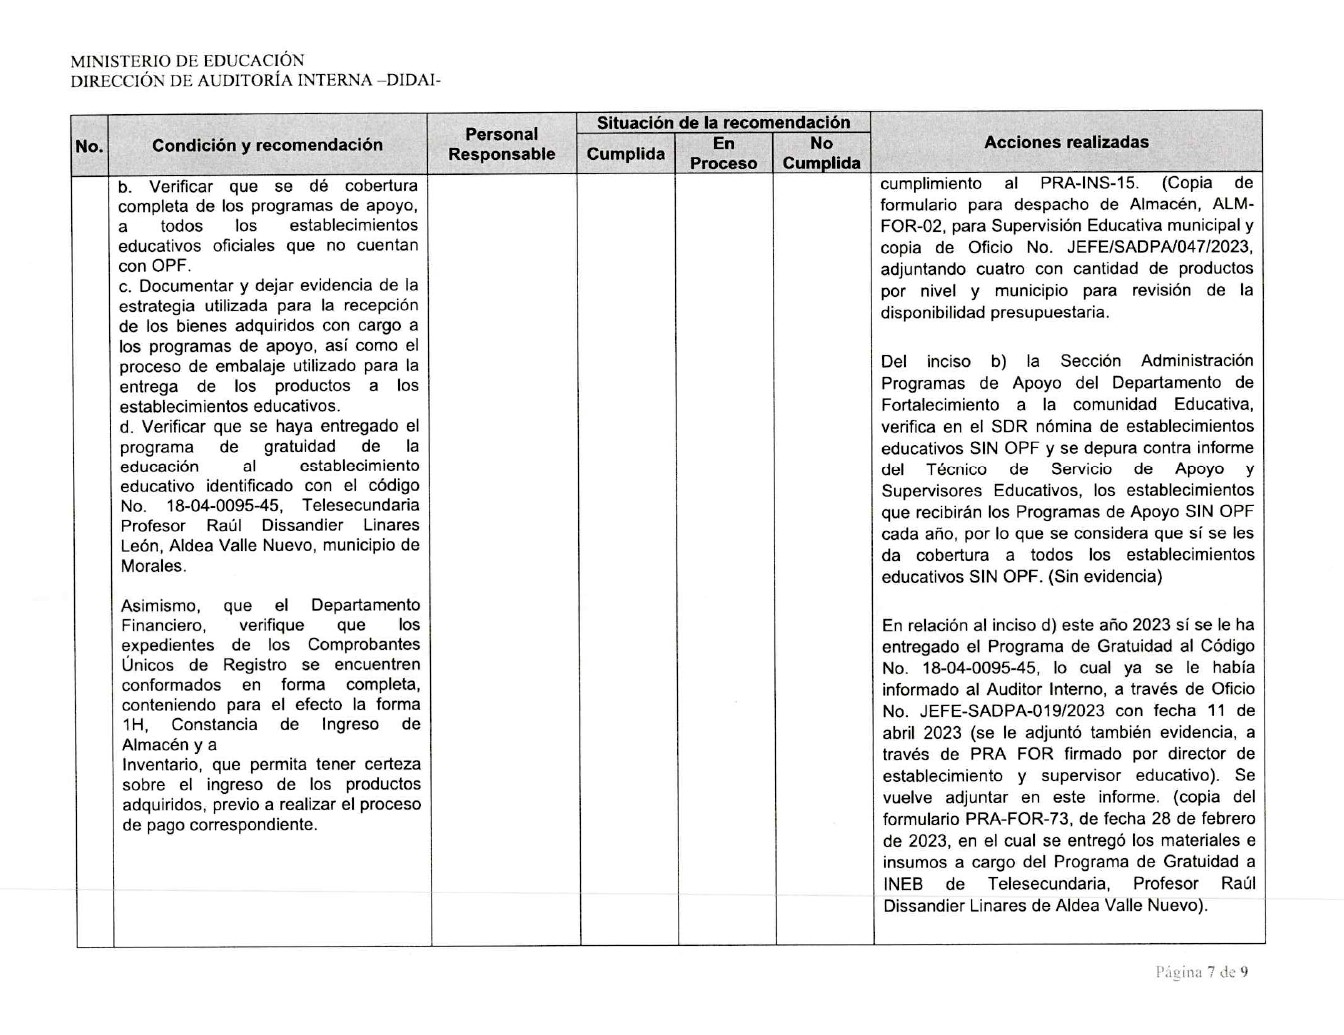 MINISTERIO DE EDUCACIÓN
DIRECCIÓN DE AUDITORÍA INTERNA –DIDAI-
No.
Condición y recomendación
Personal
Responsable
Situación de la recomendación
Cumplida
En
Proceso
No
Cumplida
Acciones realizadas
b. Verificar que se dé cobertura
completa de los programas de apoyo,
a todos los establecimientos
educativos oficiales que no cuentan
con OPF.
c. Documentar y dejar evidencia de la
estrategia utilizada para la recepción
de los bienes adquiridos con cargo a
los programas de apoyo, así como el
proceso de embalaje utilizado para la
entrega de los productos a los
establecimientos educativos.
d. Verificar que se haya entregado el
programa de gratuidad de la
educación al establecimiento
educativo identificado con el código
No. 18-04-0095-45, Telesecundaria
Profesor Raúl Dissandier Linares
León, Aldea Valle Nuevo, municipio de
Morales.
Asimismo, que el Departamento
Financiero, verifique que los
expedientes de los Comprobantes
Únicos de Registro se encuentren
conformados en forma completa,
conteniendo para el efecto la forma
1H, Constancia de Ingreso de
Almacén y a
Inventario, que permita tener certeza
sobre el ingreso de los productos
adquiridos, previo a realizar el proceso
de pago correspondiente.
cumplimiento al PRA-INS-15. (Copia de
formulario para despacho de Almacén, ALM-
FOR-02, para Supervisión Educativa municipal y
copia de Oficio No. JEFE/SADPA/047/2023,
adjuntando cuatro con cantidad de productos
por nivel y municipio para revisión de la
disponibilidad presupuestaria.
Del inciso b) la Sección Administración
Programas de Apoyo del Departamento de
Fortalecimiento a la comunidad Educativa,
verifica en el SDR nómina de establecimientos
educativos SIN OPF y se depura contra informe
del Técnico de Servicio de Apoyo y
Supervisores Educativos, los establecimientos
que recibirán los Programas de Apoyo SIN OPF
cada año, por lo que se considera que sí se les
da cobertura a todos los establecimientos
educativos SIN OPF. (Sin evidencia)
En relación al inciso d) este año 2023 sí se le ha
entregado el Programa de Gratuidad al Código
No. 18-04-0095-45, lo cual ya se le había
informado al Auditor Interno, a través de Oficio
No. JEFE-SADPA-019/2023 con fecha 11 de
abril 2023 (se le adjuntó también evidencia, a
través de PRA FOR firmado por director de
establecimiento y supervisor educativo). Se
vuelve adjuntar en este informe. (copia del
formulario PRA-FOR-73, de fecha 28 de febrero
de 2023, en el cual se entregó los materiales e
insumos a cargo del Programa de Gratuidad a
INEB de Telesecundaria, Profesor Raúl
Dissandier Linares de Aldea Valle Nuevo).
Página 7 de 9